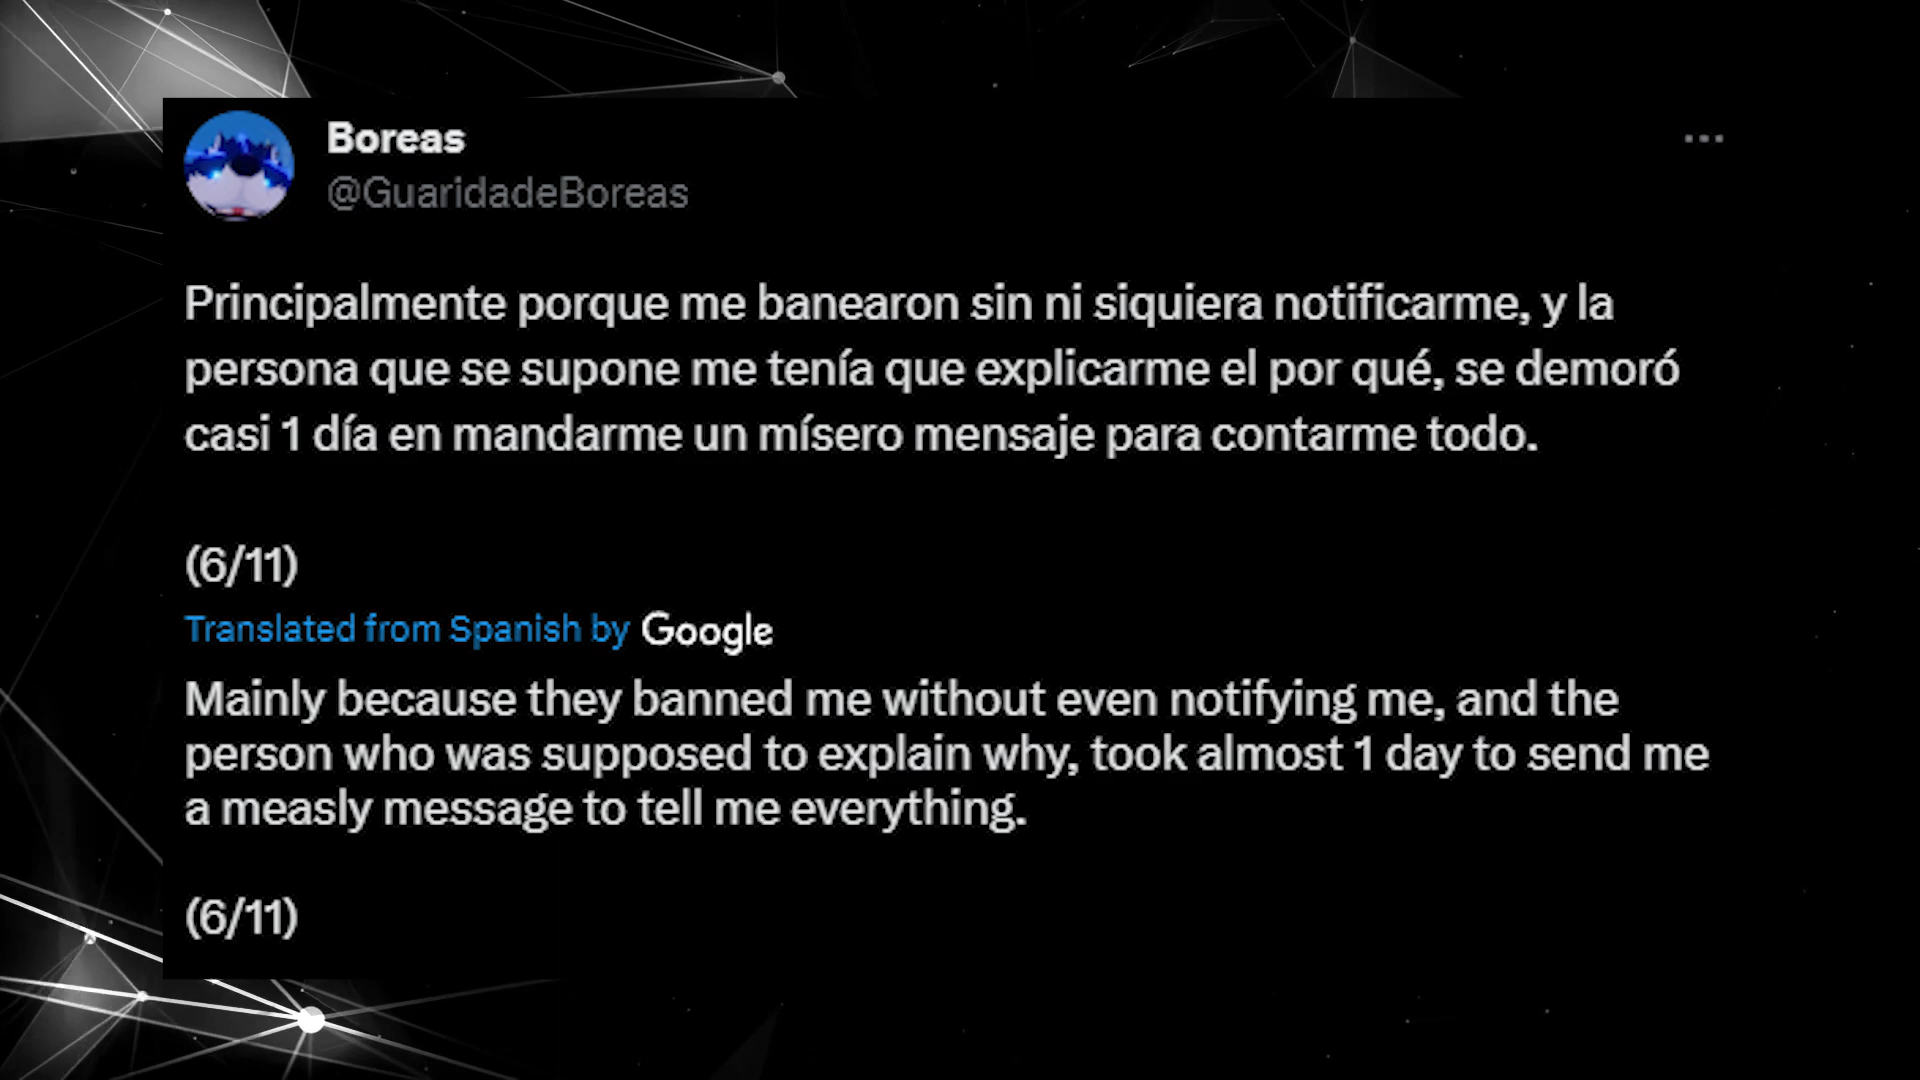 Boreas
@GuaridadeBoreas
Principalmente porque me banearon sin ni siquiera notificarme, y la
persona que se supone me tenía que explicarme el por qué, se demoró
casi 1 día en mandarme un mísero mensaje para contarme todo.
(6/11)
Translated from Spanish by Google
Mainly because they banned me without even notifying me, and the
person who was supposed to explain why, took almost 1 day to send me
a measly message to tell me everything.
(6/11)